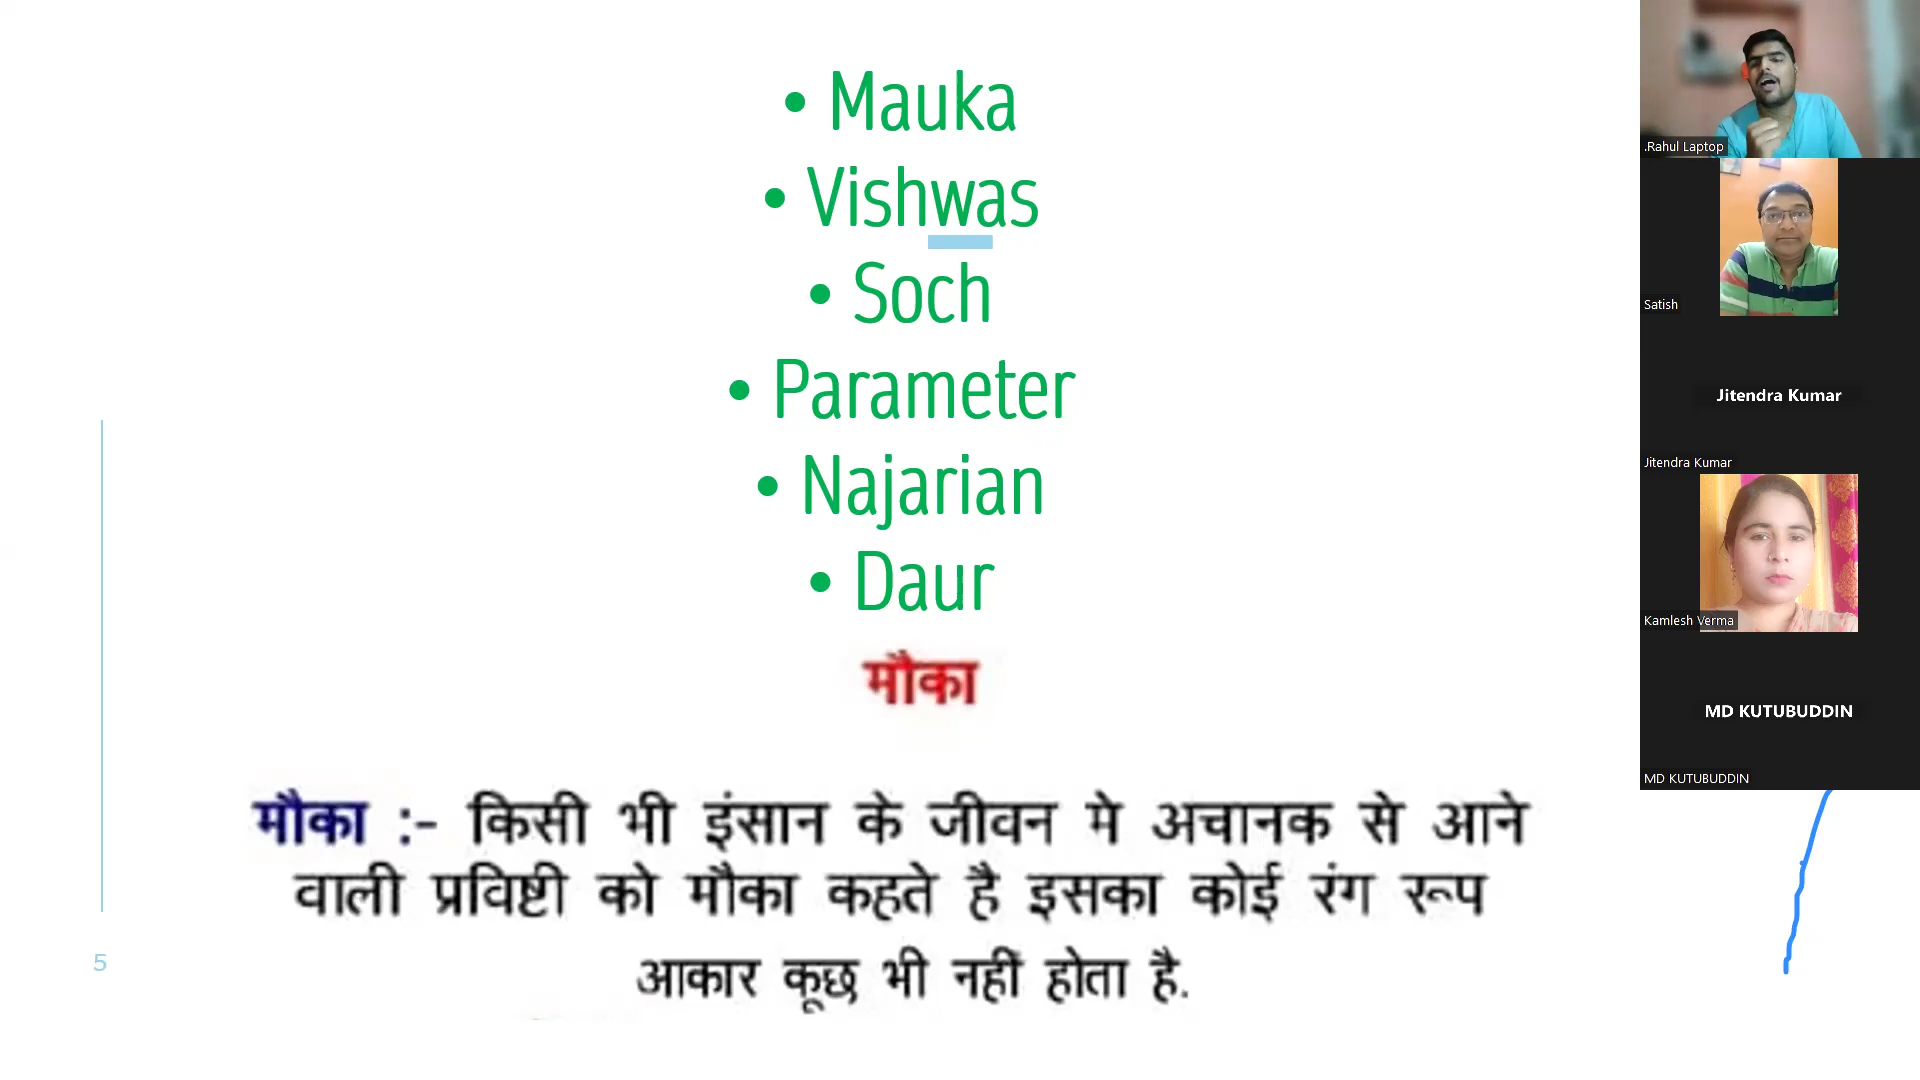 • Mauka
• Vishwas
• Soch
• Parameter
• Najarian
• Daur
मौका
मौका :- किसी भी इंसान के जीवन मे अचानक से आने
वाली प्रविष्टी को मौका कहते है इसका कोई रंग रूप
आकार कूछ भी नहीं होता है.
5
.Rahul Laptop
Satish
Jitendra Kumar
Jitendra Kumar
Kamlesh Verma
MD KUTUBUDDIN
MD KUTUBUDDIN